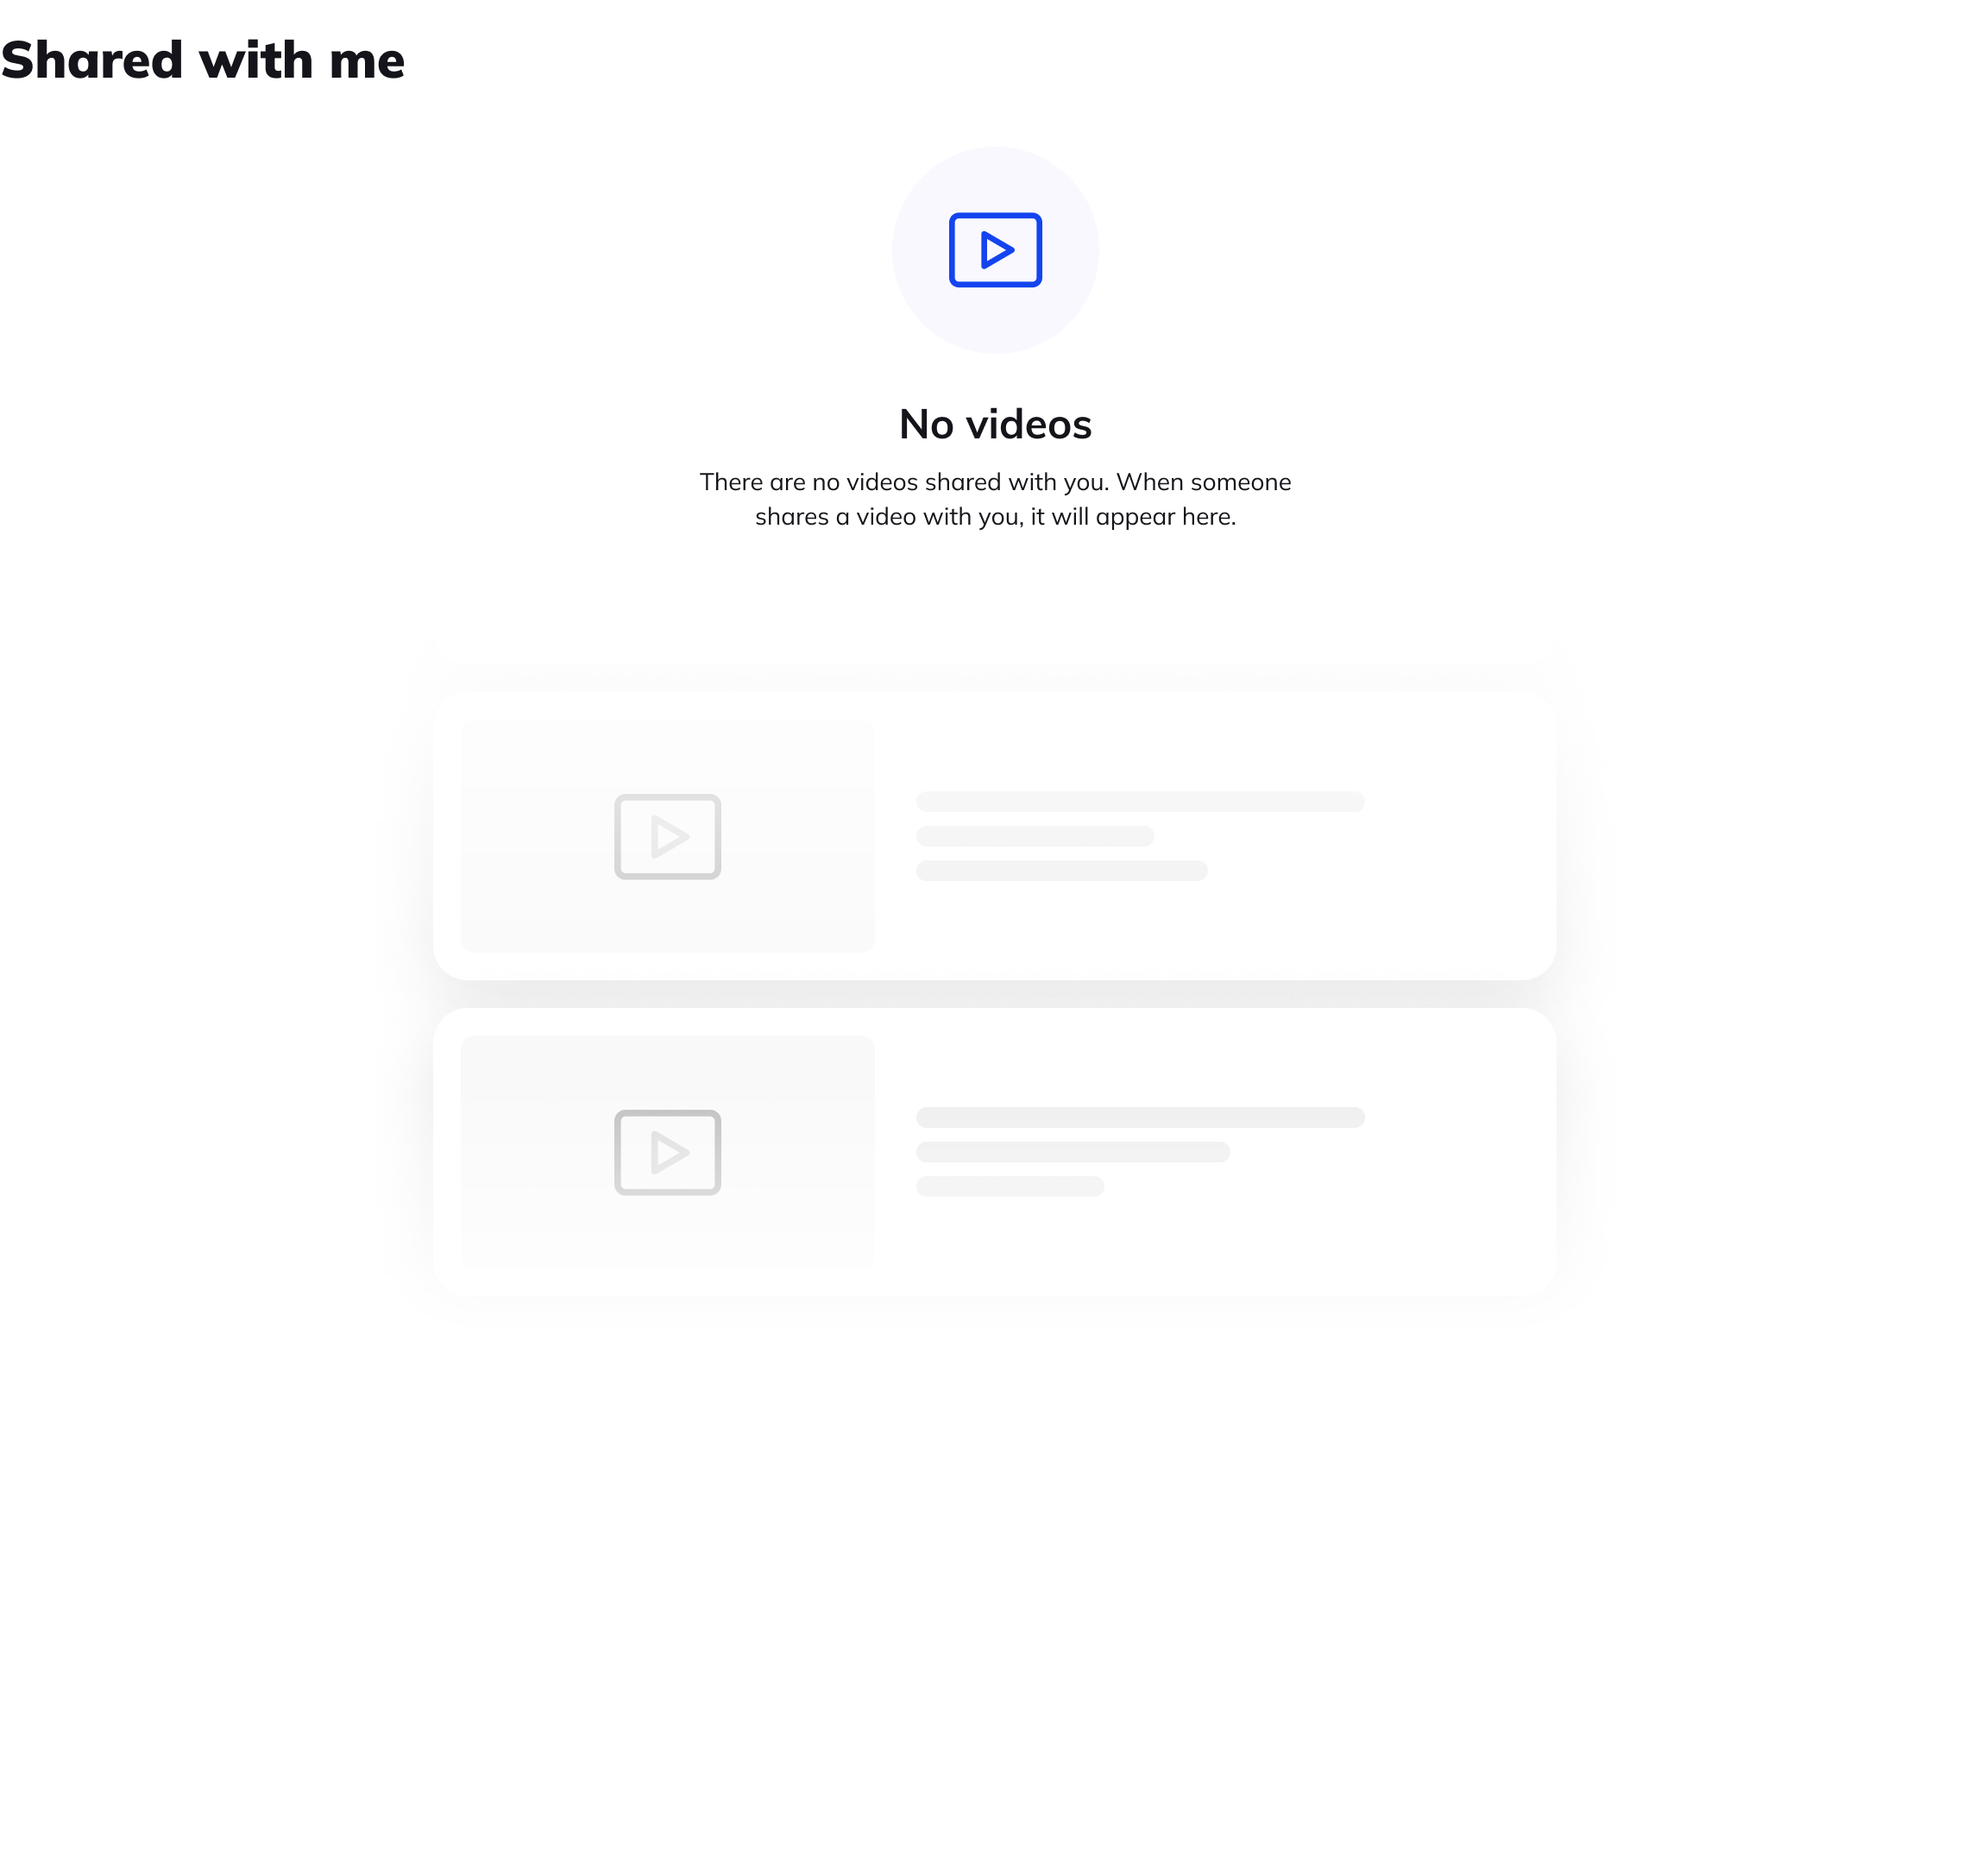 Shared with me
No videos
There are no videos shared with you. When someone
shares a video with you, it will appear here.